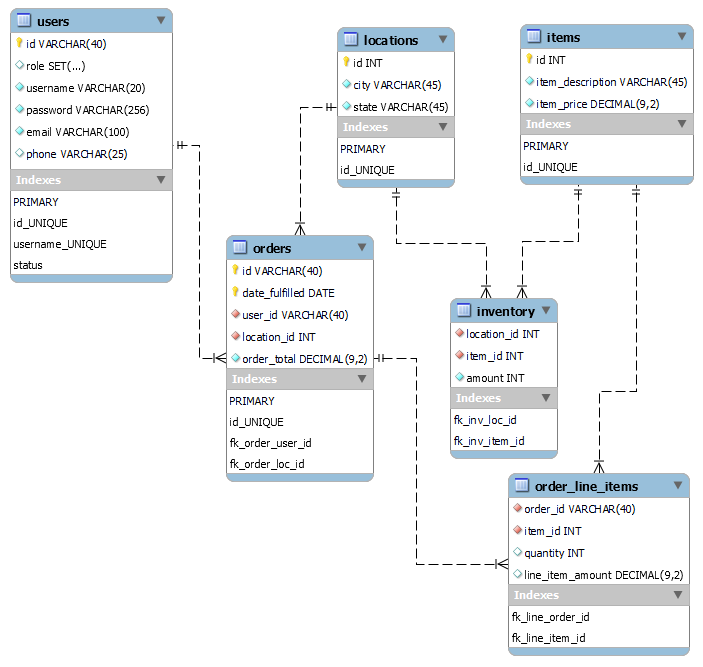 users
id VARCHAR(40)
role SET(...)
username VARCHAR(20)
password VARCHAR(256)
email VARCHAR(100)
phone VARCHAR(25)
Indexes
PRIMARY
id_UNIQUE
username_UNIQUE
status
locations
id INT
city VARCHAR(45)
state VARCHAR(45)
Indexes
PRIMARY
id_UNIQUE
items
id INT
item_description VARCHAR(45)
item_price DECIMAL(9,2)
Indexes
PRIMARY
id_UNIQUE
orders
id VARCHAR(40)
date_fulfilled DATE
user_id VARCHAR(40)
location_id INT
order_total DECIMAL(9,2)
Indexes
PRIMARY
id_UNIQUE
fk_order_user_id
fk_order_loc_id
inventory
location_id INT
item_id INT
amount INT
Indexes
fk_inv_loc_id
fk_inv_item_id
order_line_items
order_id VARCHAR(40)
item_id INT
quantity INT
line_item_amount DECIMAL(9,2)
Indexes
fk_line_order_id
fk_line_item_id